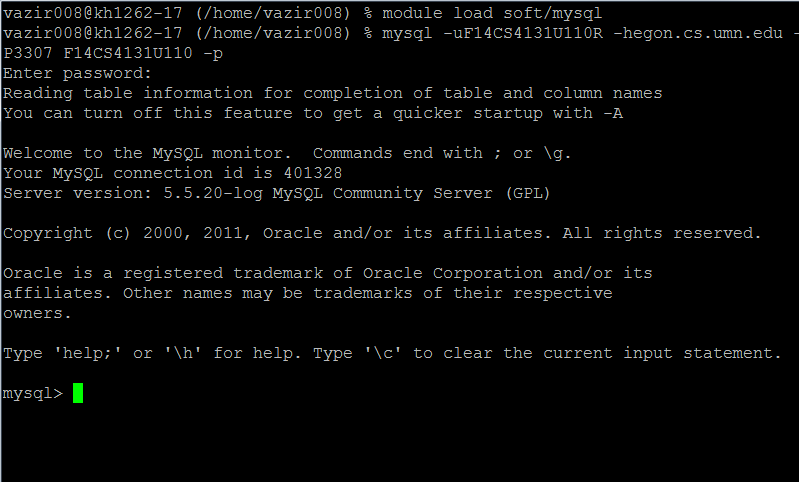 vazir008@kh1262-17 (/home/vazir008) % module load soft/mysql
vazir008@kh1262-17 (/home/vazir008) % mysql -uF14CS4131U110R -hegon.cs.umn.edu -
P3307 F14CS4131U110 -p
Enter password:
Reading table information for completion of table and column names
You can turn off this feature to get a quicker startup with -A

Welcome to the MySQL monitor.  Commands end with ; or \g.
Your MySQL connection id is 401328
Server version: 5.5.20-log MySQL Community Server (GPL)

Copyright (c) 2000, 2011, Oracle and/or its affiliates. All rights reserved.

Oracle is a registered trademark of Oracle Corporation and/or its
affiliates. Other names may be trademarks of their respective
owners.

Type 'help;' or '\h' for help. Type '\c' to clear the current input statement.

mysql>